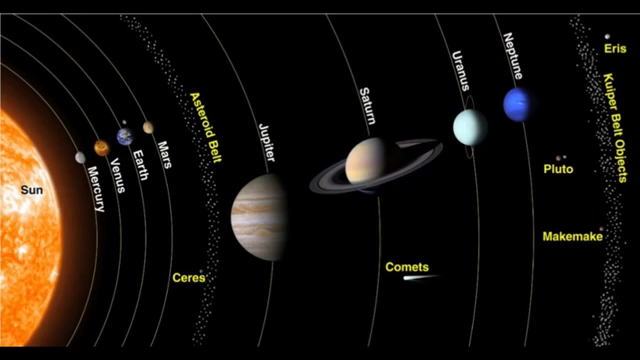 Sun
Mercury
Venus
Earth
Mars
Asteroid Belt
Ceres
Jupiter
Saturn
Comets
Uranus
Neptune
Pluto
Makemake
Eris
Kuiper Belt Objects